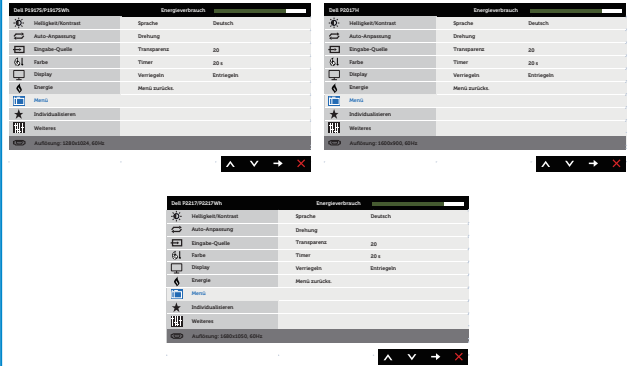 Dell P1917S/P1917SWh Energieverbrauch
Helligkeit/Kontrast Sprache Deutsch
Auto-Anpassung Drehung
Eingabe-Quelle Transparenz 20
Farbe Timer 20 s
Display Verriegeln Entriegeln
Energie Menü zurücks.
Menü
Individualisieren
Weiteres
Auflösung: 1280x1024, 60Hz
Dell P2017H Energieverbrauch
Helligkeit/Kontrast Sprache Deutsch
Auto-Anpassung Drehung
Eingabe-Quelle Transparenz 20
Farbe Timer 20 s
Display Verriegeln Entriegeln
Energie Menü zurücks.
Menü
Individualisieren
Weiteres
Auflösung: 1600x900, 60Hz
Dell P2217/P2217Wh Energieverbrauch
Helligkeit/Kontrast Sprache Deutsch
Auto-Anpassung Drehung
Eingabe-Quelle Transparenz 20
Farbe Timer 20 s
Display Verriegeln Entriegeln
Energie Menü zurücks.
Menü
Individualisieren
Weiteres
Auflösung: 1680x1050, 60Hz